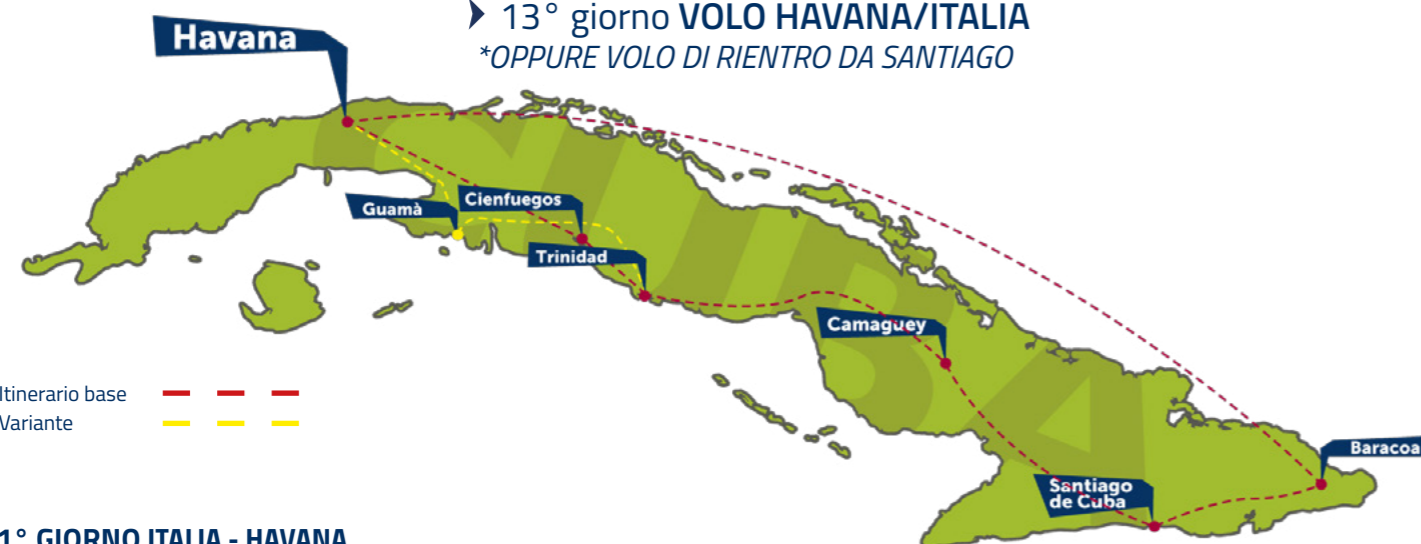 13° giorno VOLO HAVANA/ITALIA
*OPPURE VOLO DI RIENTRO DA SANTIAGO
Havana
CUBA
Guamà
Cienfuegos
Trinidad
Camaguey
Baracoa
Santiago
de Cuba
Itinerario base
Variante
1° GIORNO ITALIA - HAVANA